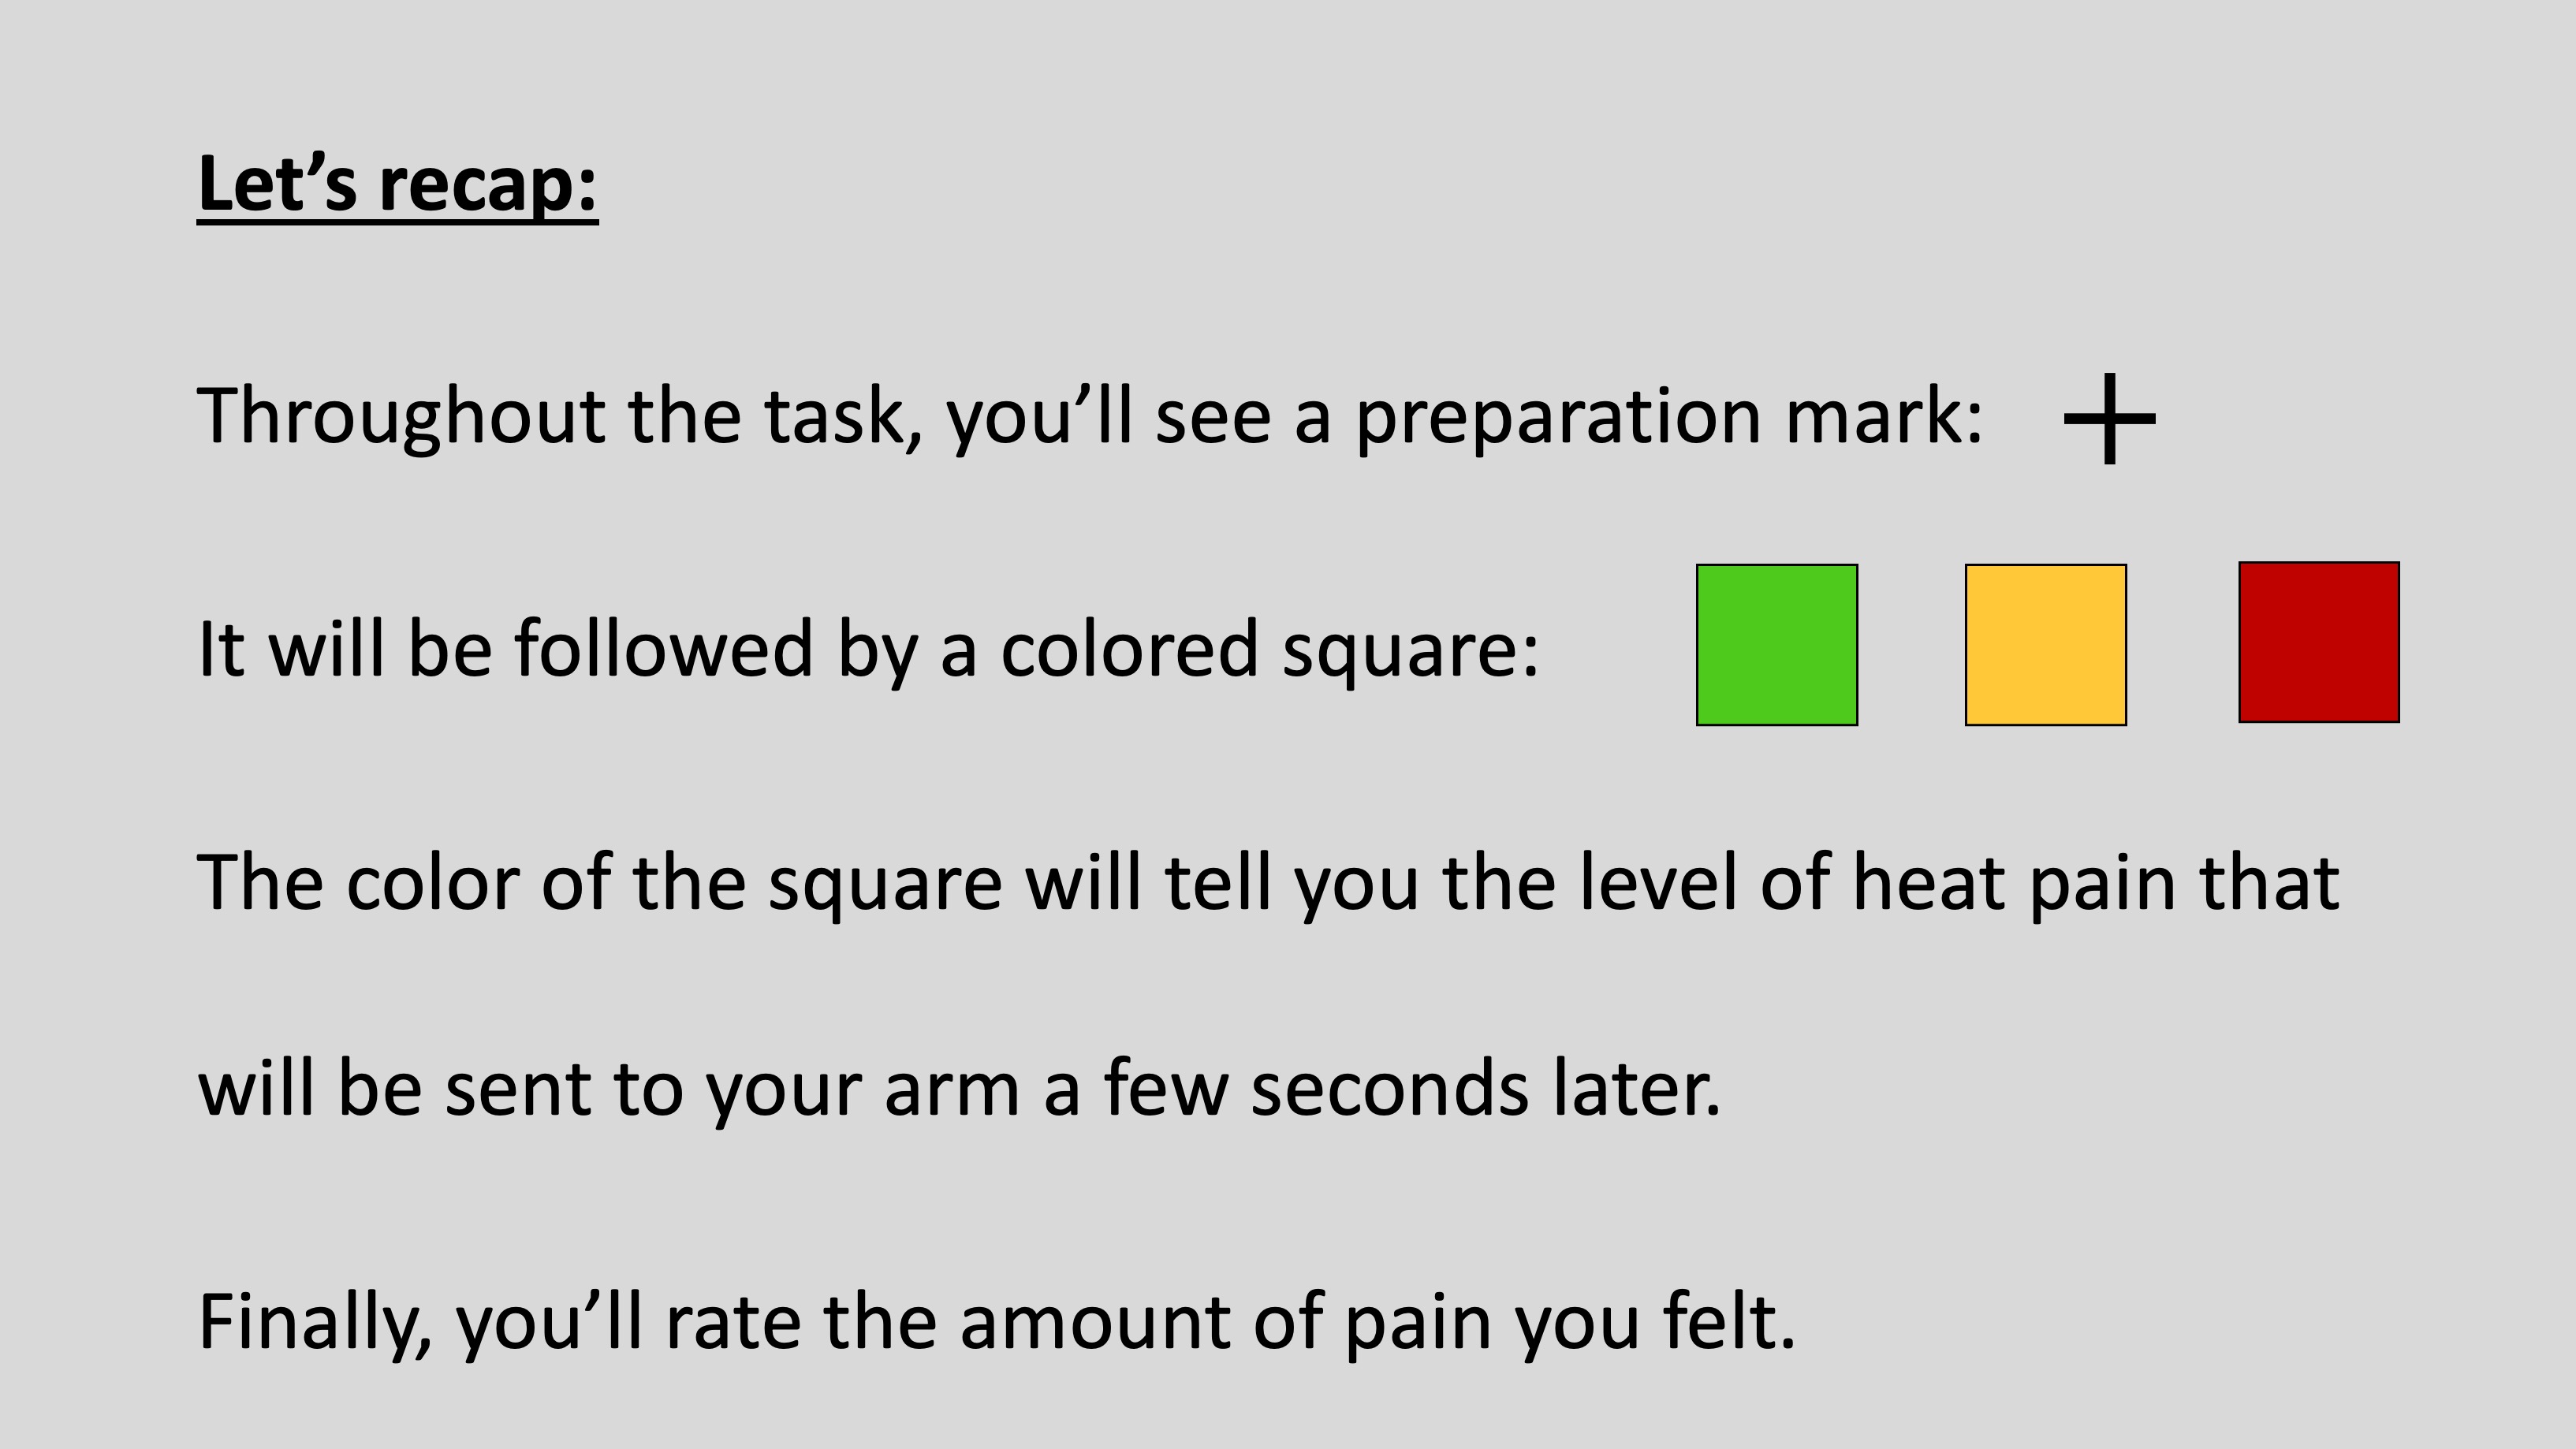 Let’s recap:
Throughout the task, you’ll see a preparation mark: +
It will be followed by a colored square:
The color of the square will tell you the level of heat pain that
will be sent to your arm a few seconds later.
Finally, you’ll rate the amount of pain you felt.